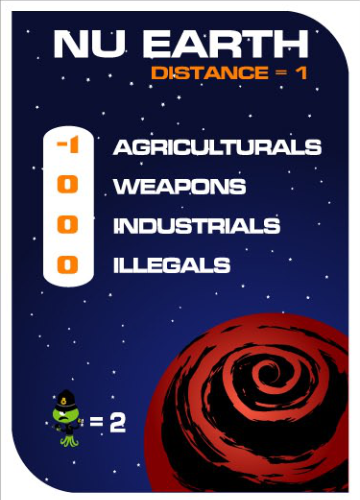 NU EARTH
DISTANCE = 1
-1 AGRICULTURALS
0 WEAPONS
0 INDUSTRIALS
0 ILLEGALS
= 2